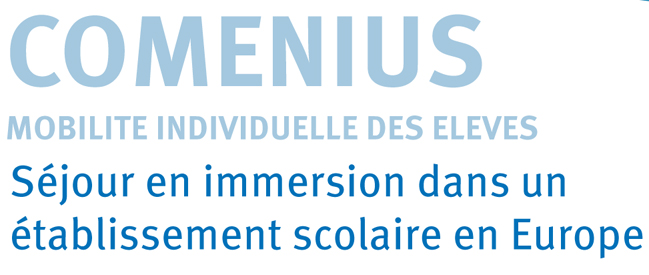 COMENIUS
MOBILITE INDIVIDUELLE DES ELEVES
Séjour en immersion dans un
établissement scolaire en Europe